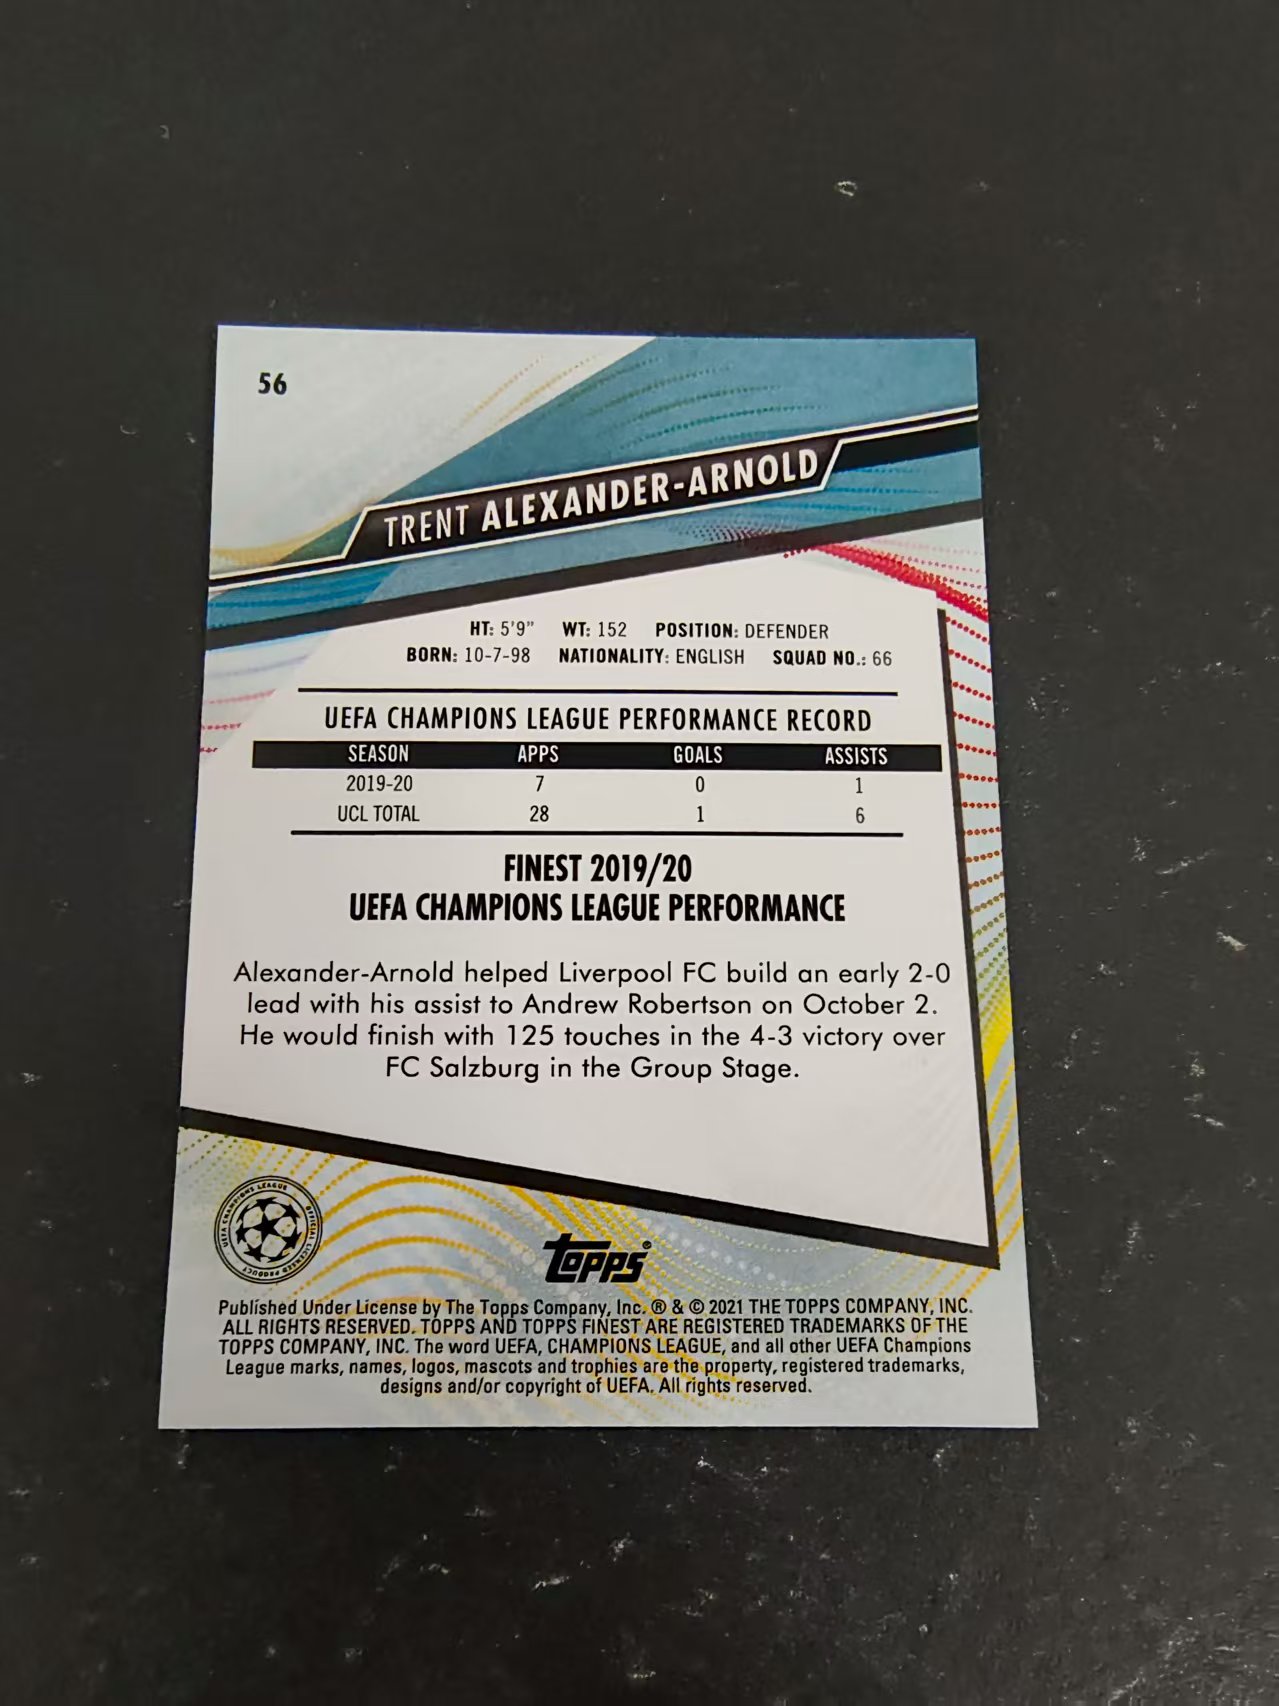 56
TRENT ALEXANDER-ARNOLD
HT: 5'9" WT: 152 POSITION: DEFENDER
BORN: 10-7-98 NATIONALITY: ENGLISH SQUAD NO.: 66
UEFA CHAMPIONS LEAGUE PERFORMANCE RECORD
SEASON APPS GOALS ASSISTS
2019-20 7 0 1
UCL TOTAL 28 1 6
FINEST 2019/20
UEFA CHAMPIONS LEAGUE PERFORMANCE
Alexander-Arnold helped Liverpool FC build an early 2-0
lead with his assist to Andrew Robertson on October 2.
He would finish with 125 touches in the 4-3 victory over
FC Salzburg in the Group Stage.
UEFA CHAMPIONS LEAGUE OFFICIAL LICENSED PRODUCT
TOPPS®
Published Under License by The Topps Company, Inc. ® & © 2021 THE TOPPS COMPANY, INC.
ALL RIGHTS RESERVED. TOPPS AND TOPPS FINEST ARE REGISTERED TRADEMARKS OF THE
TOPPS COMPANY, INC. The word UEFA, CHAMPIONS LEAGUE, and all other UEFA Champions
League marks, names, logos, mascots and trophies are the property, registered trademarks,
designs and/or copyright of UEFA. All rights reserved.